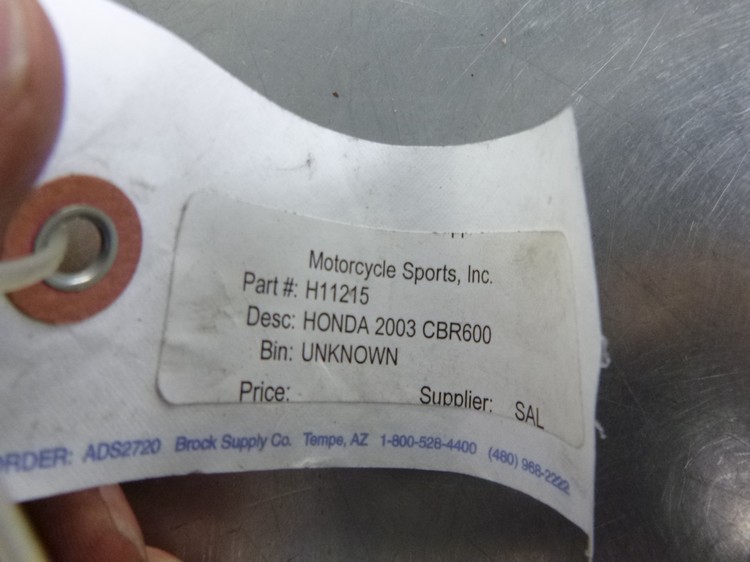 Motorcycle Sports, Inc.
Part #: H11215
Desc: HONDA 2003 CBR600
Bin: UNKNOWN
Price: Supplier: SAL
ORDER: ADS2720 Brock Supply Co. Tempe, AZ 1-800-528-4400 (480) 968-2222